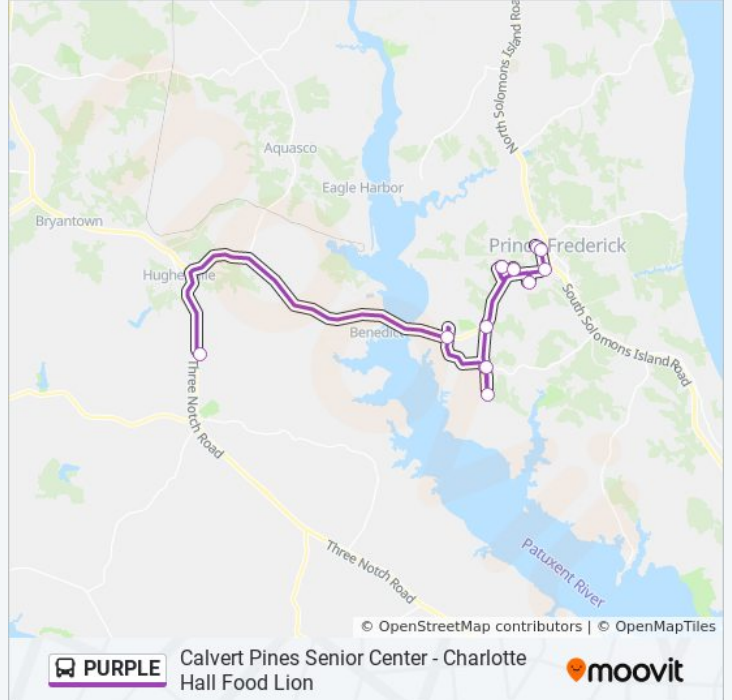 North Solomons Island Roa
Aquasco
Eagle Harbor
Bryantown
Prince Frederick
Hughesville
South Solomons Island Road
Benedict
Three Notch Road
Three Notch Road
Patuxent River
© OpenStreetMap contributors | © OpenMapTiles
PURPLE
Calvert Pines Senior Center - Charlotte
Hall Food Lion
moovit